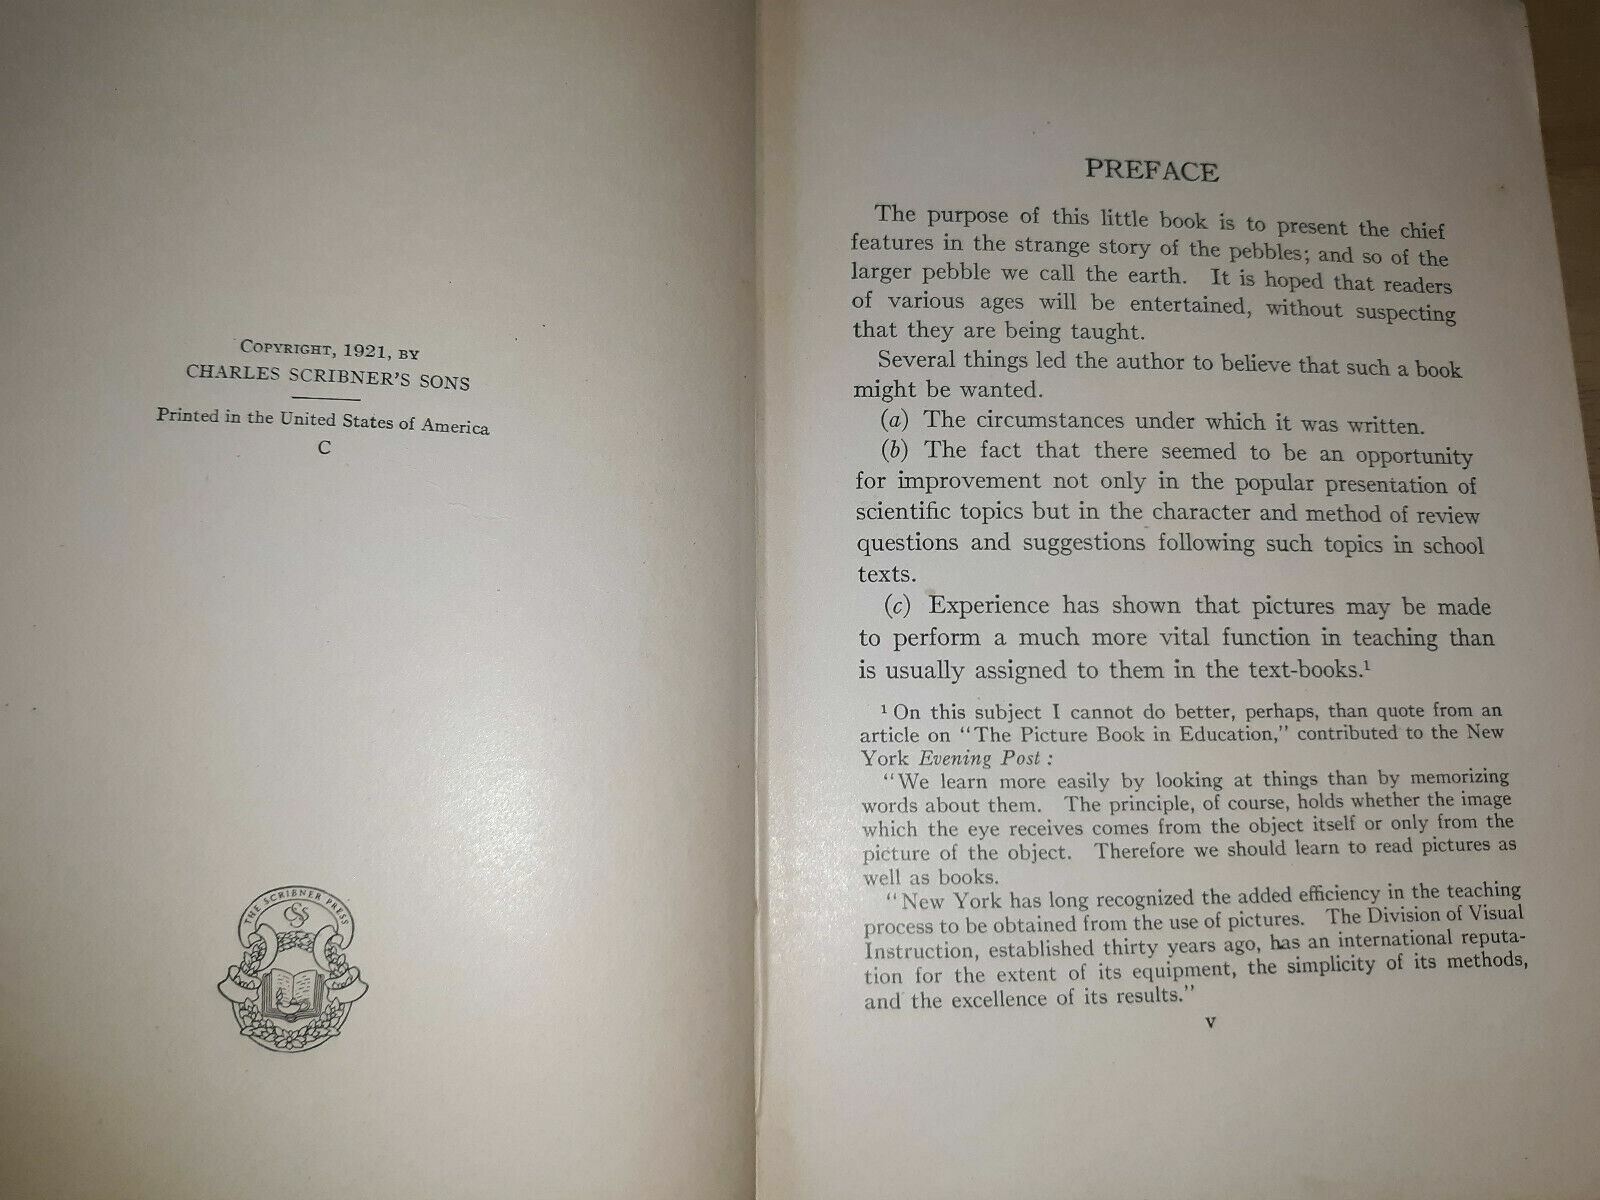 COPYRIGHT, 1921, BY
CHARLES SCRIBNER'S SONS
Printed in the United States of America
C
THE SCRIBNER PRESS
CSS
PREFACE
The purpose of this little book is to present the chief
features in the strange story of the pebbles; and so of the
larger pebble we call the earth. It is hoped that readers
of various ages will be entertained, without suspecting
that they are being taught.
Several things led the author to believe that such a book
might be wanted.
(a) The circumstances under which it was written.
(b) The fact that there seemed to be an opportunity
for improvement not only in the popular presentation of
scientific topics but in the character and method of review
questions and suggestions following such topics in school
texts.
(c) Experience has shown that pictures may be made
to perform a much more vital function in teaching than
is usually assigned to them in the text-books.¹
¹ On this subject I cannot do better, perhaps, than quote from an
article on "The Picture Book in Education," contributed to the New
York Evening Post:
"We learn more easily by looking at things than by memorizing
words about them. The principle, of course, holds whether the image
which the eye receives comes from the object itself or only from the
picture of the object. Therefore we should learn to read pictures as
well as books.
"New York has long recognized the added efficiency in the teaching
process to be obtained from the use of pictures. The Division of Visual
Instruction, established thirty years ago, has an international reputa-
tion for the extent of its equipment, the simplicity of its methods,
and the excellence of its results."
v